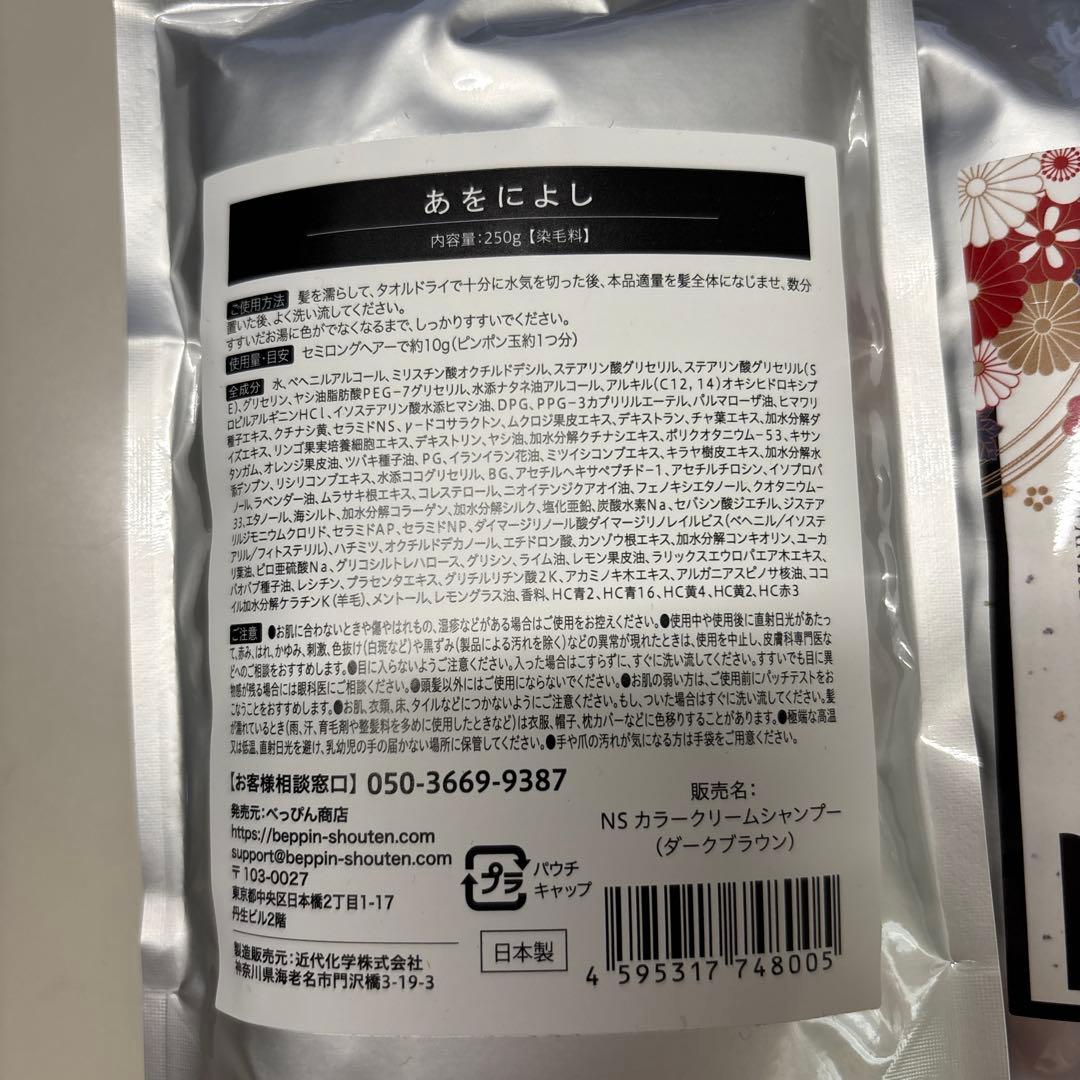 あをによし
内容量：250g【染毛料】
ご使用方法 髪を濡らして、タオルドライで十分に水気を切った後、本品適量を髪全体になじませ、数分
置いた後、よく洗い流してください。
すすいだお湯に色がでなくなるまで、しっかりすすいでください。
使用量・目安 セミロングヘアーで約10g(ピンポン玉約1つ分)
全成分 水、ベヘニルアルコール、ミリスチン酸オクチルドデシル、ステアリン酸グリセリル、ステアリン酸グリセリル(S
E)、グリセリン、ヤシ油脂肪酸PEG-7グリセリル、水添ナタネ油アルコール、アルキル(C12,14)オキシヒドロキシプ
ロピルアルギニンHCl、イソステアリン酸水添ヒマシ油、DPG、PPG-3カプリリルエーテル、パルマローザ油、ヒマワリ
種子エキス、クチナシ黄、セラミドNS、γ-ドコサラクトン、ムクロジ果皮エキス、デキストラン、チャ葉エキス、加水分解ダ
イズエキス、リンゴ果実培養細胞エキス、デキストリン、ヤシ油、加水分解クチナシエキス、ポリクオタニウム-53、キサン
タンガム、オレンジ果皮油、ツバキ種子油、PG、イランイラン花油、ミツイシコンブエキス、キラヤ樹皮エキス、加水分解水
添デンプン、リシリコンブエキス、水添ココグリセリル、BG、アセチルヘキサペプチド-1、アセチルチロシン、イソプロパ
ノール、ラベンダー油、ムラサキ根エキス、コレステロール、ニオイテンジクアオイ油、フェノキシエタノール、クオタニウム-
33、エタノール、海シルト、加水分解コラーゲン、加水分解シルク、塩化亜鉛、炭酸水素Na、セバシン酸ジエチル、ジステア
リルジモニウムクロリド、セラミドAP、セラミドNP、ダイマージリノール酸ダイマージリノレイルビス(ベヘニル/イソステ
アリル/フィトステリル)、ハチミツ、オクチルドデカノール、エチドロン酸、カンゾウ根エキス、加水分解コンキオリン、ユーカ
リ葉油、ピロ亜硫酸Na、グリコシルトレハロース、グリシン、ライム油、レモン果皮油、ラリックスエウロパエア木エキス、
バオバブ種子油、レシチン、プラセンタエキス、グリチルリチン酸2K、アカミノキ木エキス、アルガニアスピノサ核油、ココ
イル加水分解ケラチンK(羊毛)、メントール、レモングラス油、香料、HC青2、HC青16、HC黄4、HC黄2、HC赤3
ご注意 ●お肌に合わないときや傷やはれもの、湿疹などがある場合はご使用をお控えください。●使用中や使用後に直射日光があたっ
て、赤み、はれ、かゆみ、刺激、色抜け(白斑など)や黒ずみ(製品による汚れを除く)などの異常が現れたときは、使用を中止し、皮膚科専門医な
どへのご相談をおすすめします。●目に入らないようご注意ください。入った場合はこすらずに、すぐに洗い流してください。すすいでも目に異
物感が残る場合には眼科医にご相談ください。●頭髪以外にはご使用にならないでください。●お肌の弱い方は、ご使用前にパッチテストをお
こなうことをおすすめします。●お肌、衣類、床、タイルなどにつかないようにご注意ください。もし、ついた場合はすぐに洗い流してください。髪
が濡れているとき(雨、汗、育毛剤や整髪料を多めに使用したときなど)は衣服、帽子、枕カバーなどに色移りすることがあります。●極端な高温
又は低温、直射日光を避け、乳幼児の手の届かない場所に保管してください。●手や爪の汚れが気になる方は手袋をご用意ください。
【お客様相談窓口】050-3669-9387
発売元：べっぴん商店
https://beppin-shouten.com
support@beppin-shouten.com
〒103-0027
東京都中央区日本橋2丁目1-17
丹生ビル2階
製造販売元：近代化学株式会社
神奈川県海老名市門沢橋3-19-3
プラ
パウチ
キャップ
日本製
販売名：
NS カラークリームシャンプー
(ダークブラウン)
4 595317 748005